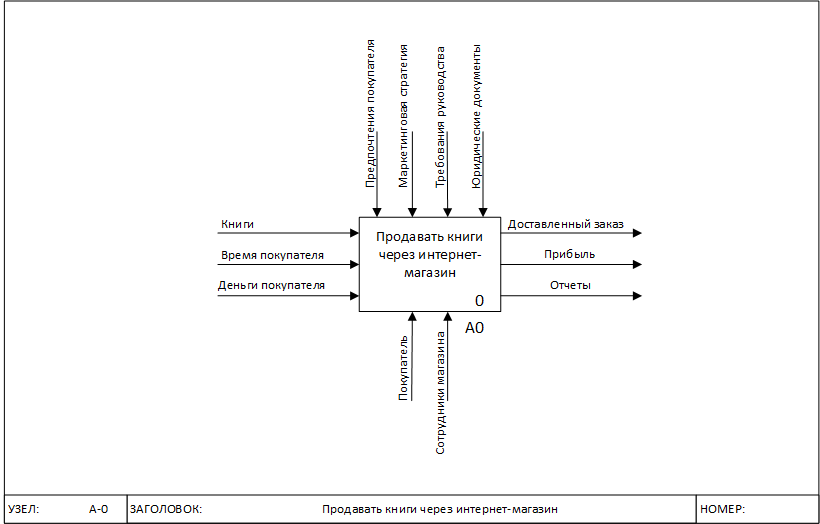 Предпочтения покупателя
Маркетинговая стратегия
Требования руководства
Юридические документы
Книги
Время покупателя
Деньги покупателя
Продавать книги
через интернет-
магазин
0
A0
Доставленный заказ
Прибыль
Отчеты
Покупатель
Сотрудники магазина
УЗЕЛ:
A-0
ЗАГОЛОВОК:
Продавать книги через интернет-магазин
НОМЕР: